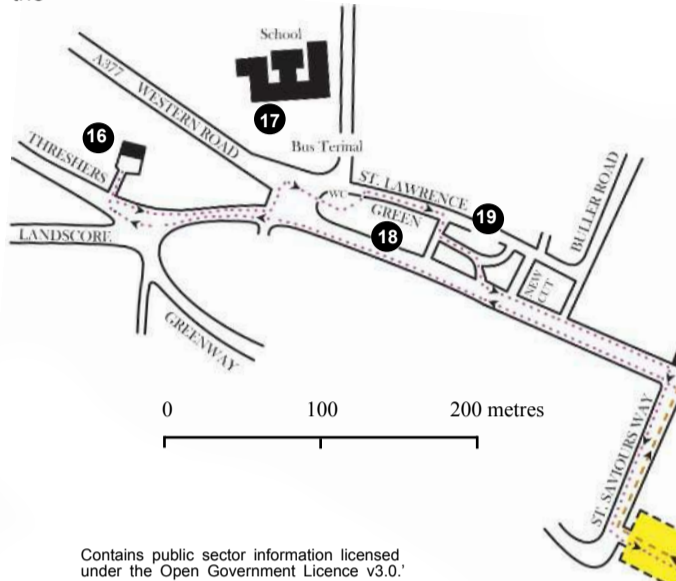 School
A377 WESTERN ROAD
16
17
Bus Terinal
THRESHERS
ST. LAWRENCE
WC
GREEN
18
19
BULLER ROAD
LANDSCORE
NEW
CUT
GREENWAY
0 100 200 metres
ST. SAVIOURS WAY
Contains public sector information licensed
under the Open Government Licence v3.0.'